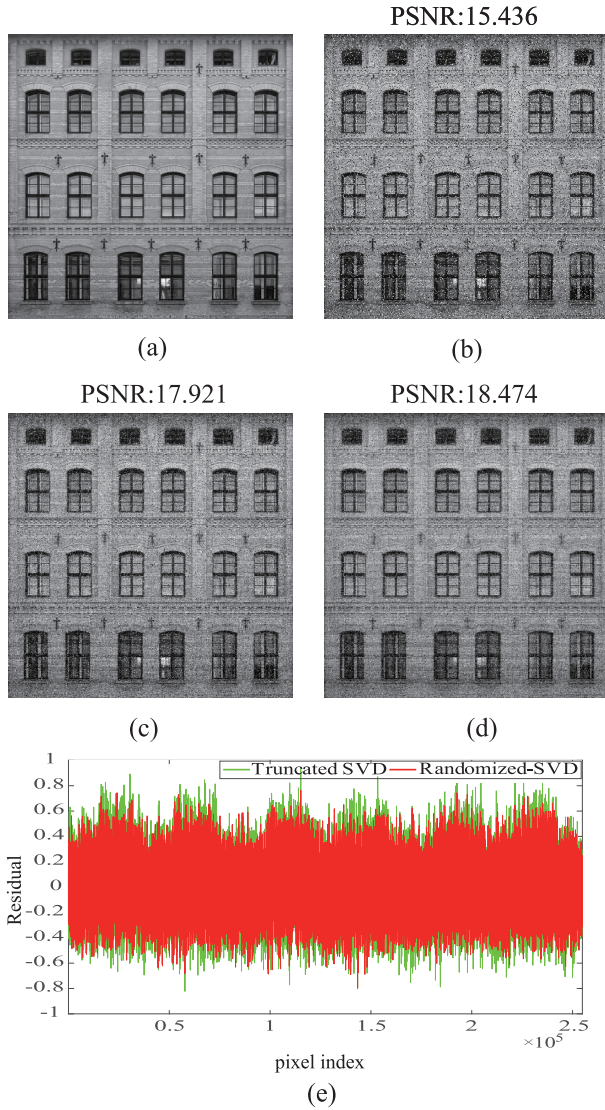 PSNR:15.436
(a)
(b)
PSNR:17.921
PSNR:18.474
(c)
(d)
Truncated SVD
Randomized-SVD
1
0.8
0.6
0.4
0.2
0
-0.2
-0.4
-0.6
-0.8
-1
Residual
0.5
1
1.5
2
2.5
×10⁵
pixel index
(e)